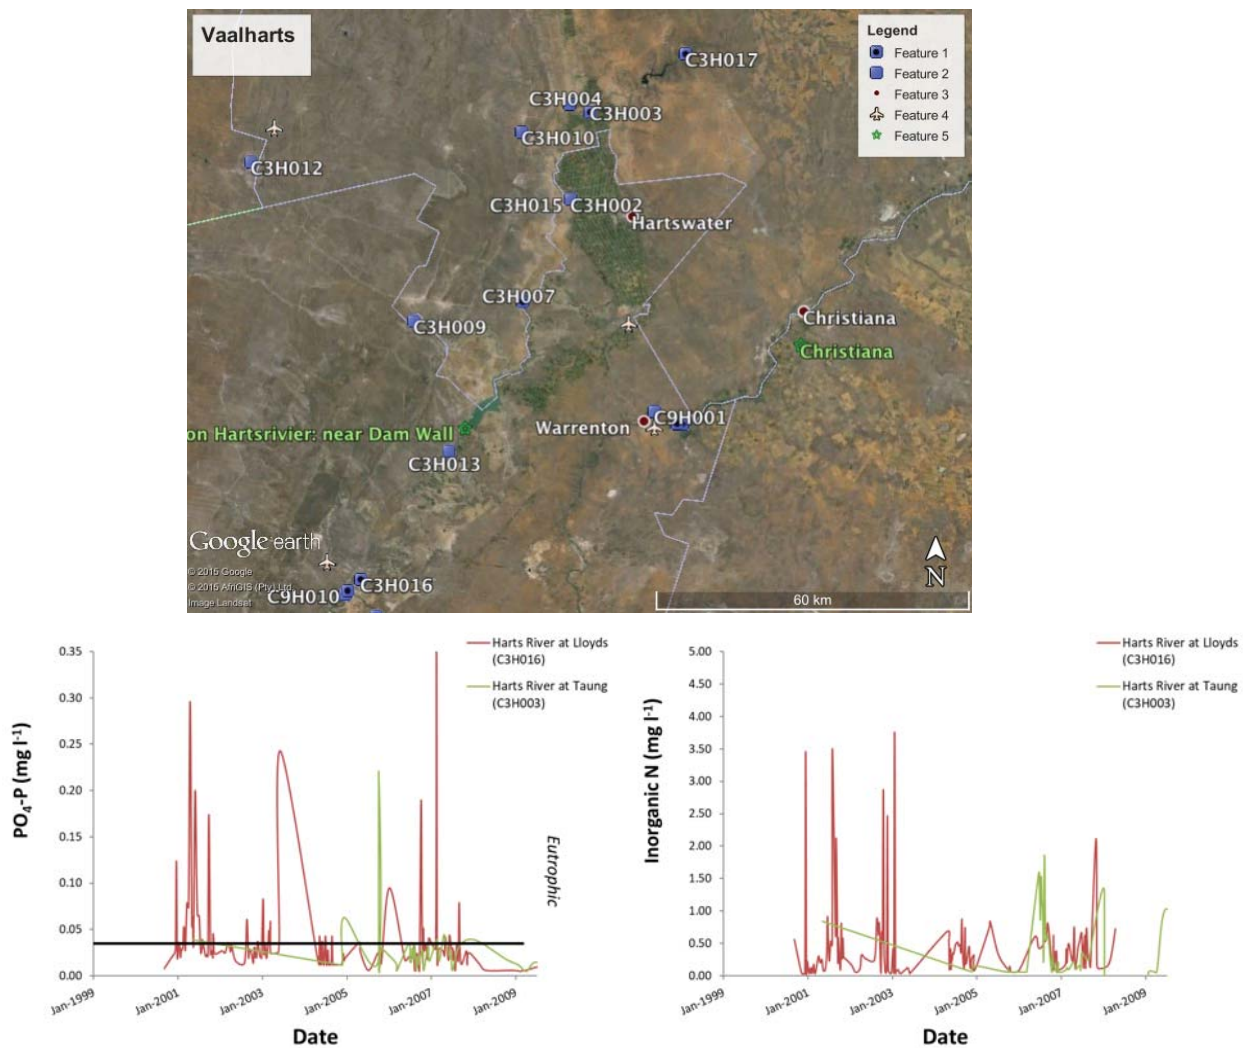 Vaalharts
Legend
Feature 1
Feature 2
Feature 3
Feature 4
Feature 5
C3H017
C3H004
C3H003
C3H010
C3H012
C3H015 C3H002
Hartswater
C3H007
C3H009
Christiana
Christiana
C9H001
Warrenton
on Hartsrivier: near Dam Wall
C3H013
Google earth
© 2015 Google
© 2015 AfriGIS (Pty) Ltd.
Image Landsat
C3H016
C9H010
N
60 km
Harts River at Lloyds
(C3H016)
Harts River at Taung
(C3H003)
PO4-P (mg l-1)
0.35
0.30
0.25
0.20
0.15
0.10
0.05
0.00
Eutrophic
Jan-1999
Jan-2001
Jan-2003
Jan-2005
Jan-2007
Jan-2009
Date
Harts River at Lloyds
(C3H016)
Harts River at Taung
(C3H003)
Inorganic N (mg l-1)
5.00
4.50
4.00
3.50
3.00
2.50
2.00
1.50
1.00
0.50
0.00
Jan-1999
Jan-2001
Jan-2003
Jan-2005
Jan-2007
Jan-2009
Date